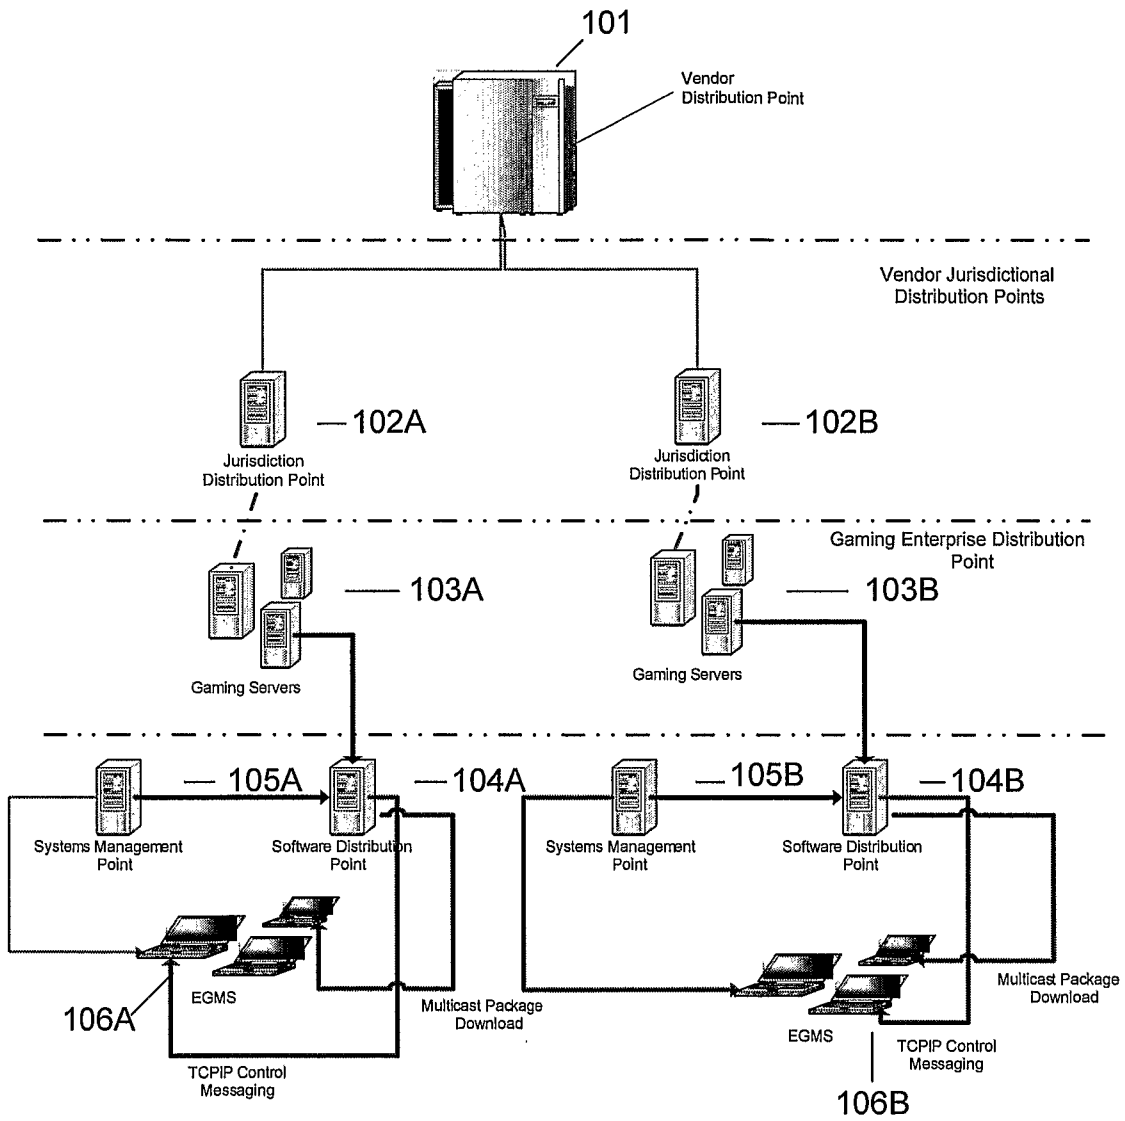 101
Vendor
Distribution Point
Vendor Jurisdictional
Distribution Points
102A
102B
Jurisdiction
Distribution Point
Jurisdiction
Distribution Point
Gaming Enterprise Distribution
Point
103A
103B
Gaming Servers
Gaming Servers
105A
104A
105B
104B
Systems Management
Point
Software Distribution
Point
Systems Management
Point
Software Distribution
Point
EGMS
106A
Multicast Package
Download
TCPIP Control
Messaging
Multicast Package
Download
EGMS
TCPIP Control
Messaging
106B